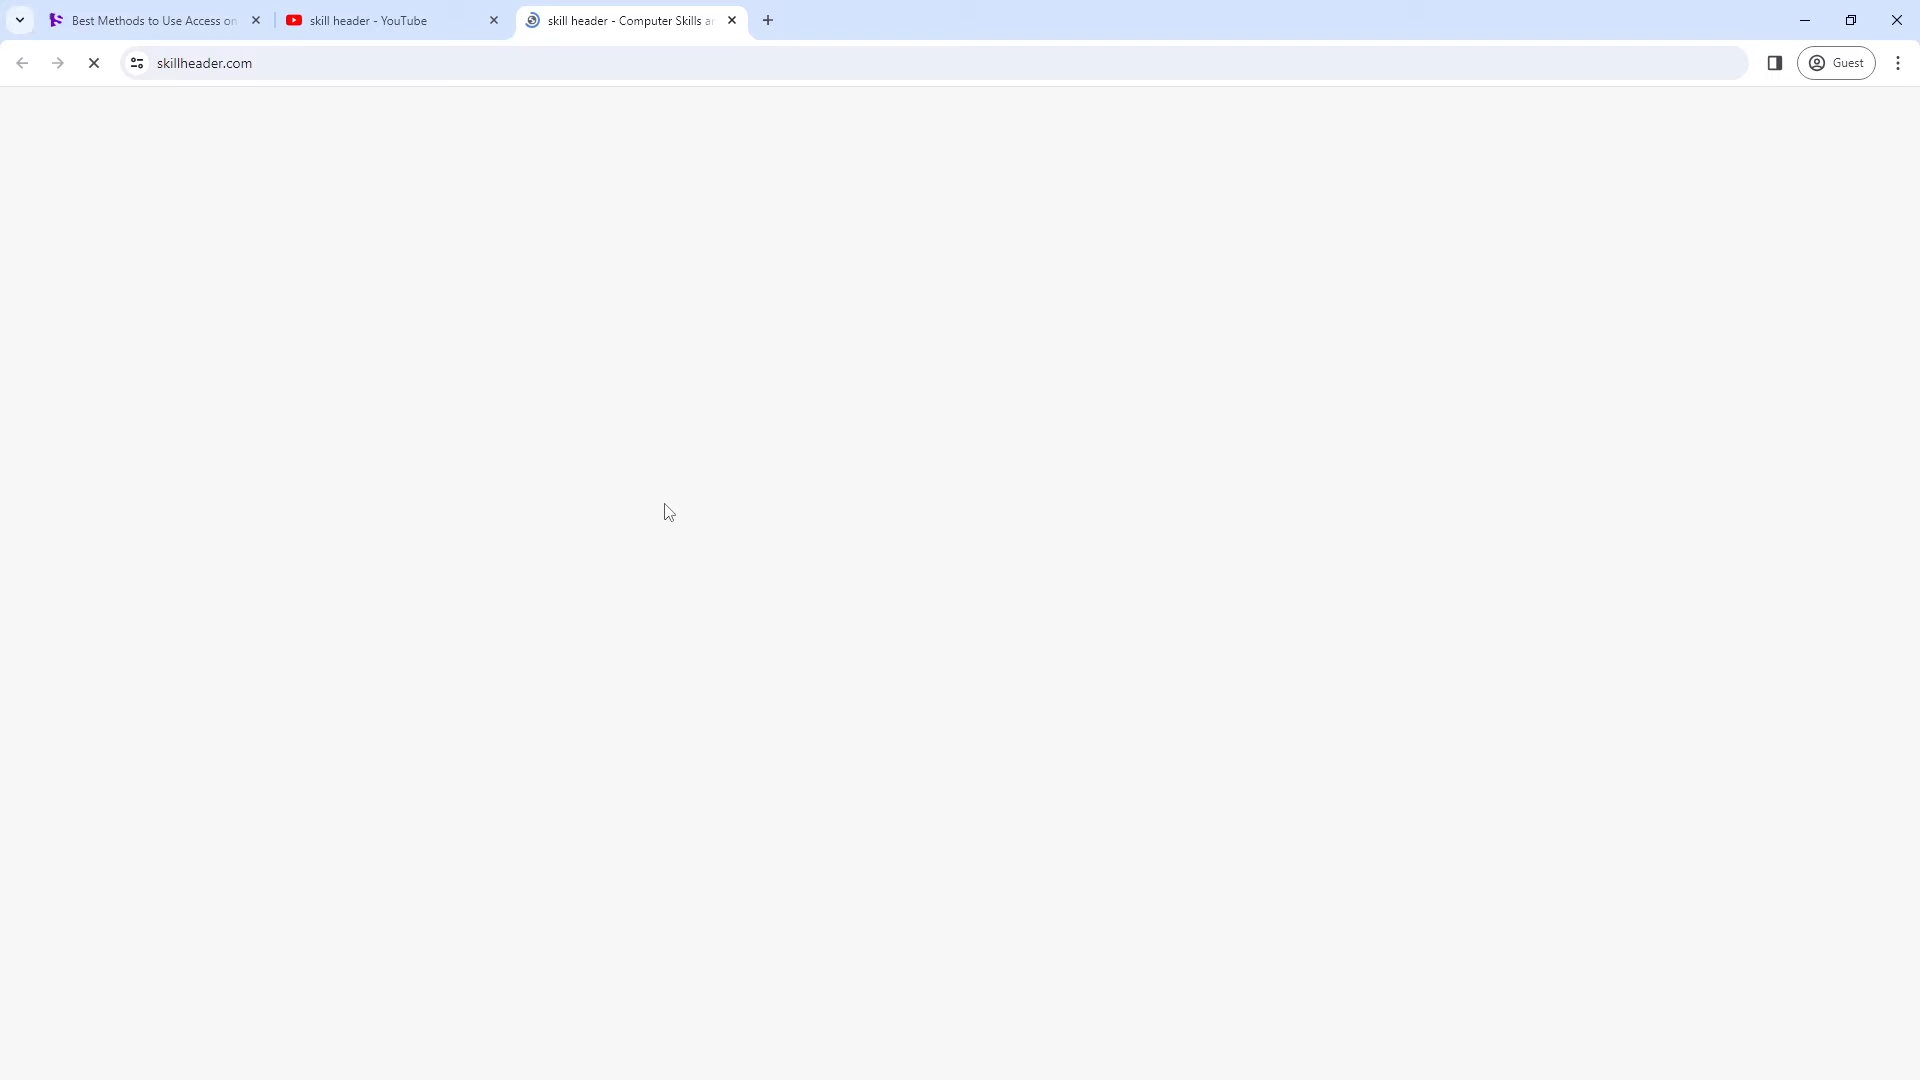 Best Methods to Use Access on
skill header - YouTube
skill header - Computer Skills a
skillheader.com
Guest